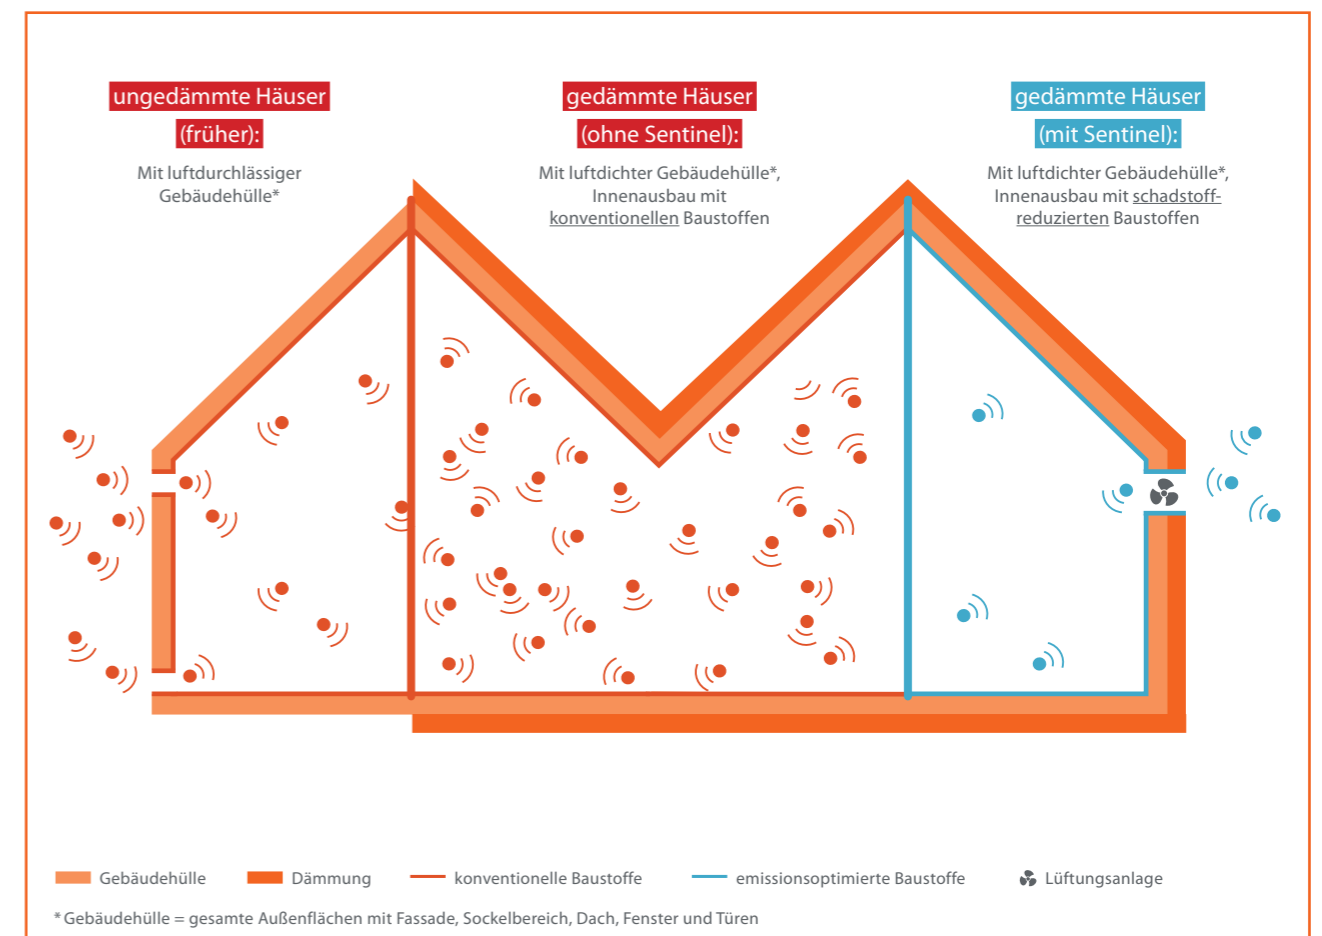 ungedämmte Häuser
(früher):
Mit luftdurchlässiger
Gebäudehülle*
gedämmte Häuser
(ohne Sentinel):
Mit luftdichter Gebäudehülle*,
Innenausbau mit
konventionellen Baustoffen
gedämmte Häuser
(mit Sentinel):
Mit luftdichter Gebäudehülle*,
Innenausbau mit schadstoff-
reduzierten Baustoffen
Gebäudehülle
Dämmung
konventionelle Baustoffe
emissionsoptimierte Baustoffe
Lüftungsanlage
* Gebäudehülle = gesamte Außenflächen mit Fassade, Sockelbereich, Dach, Fenster und Türen